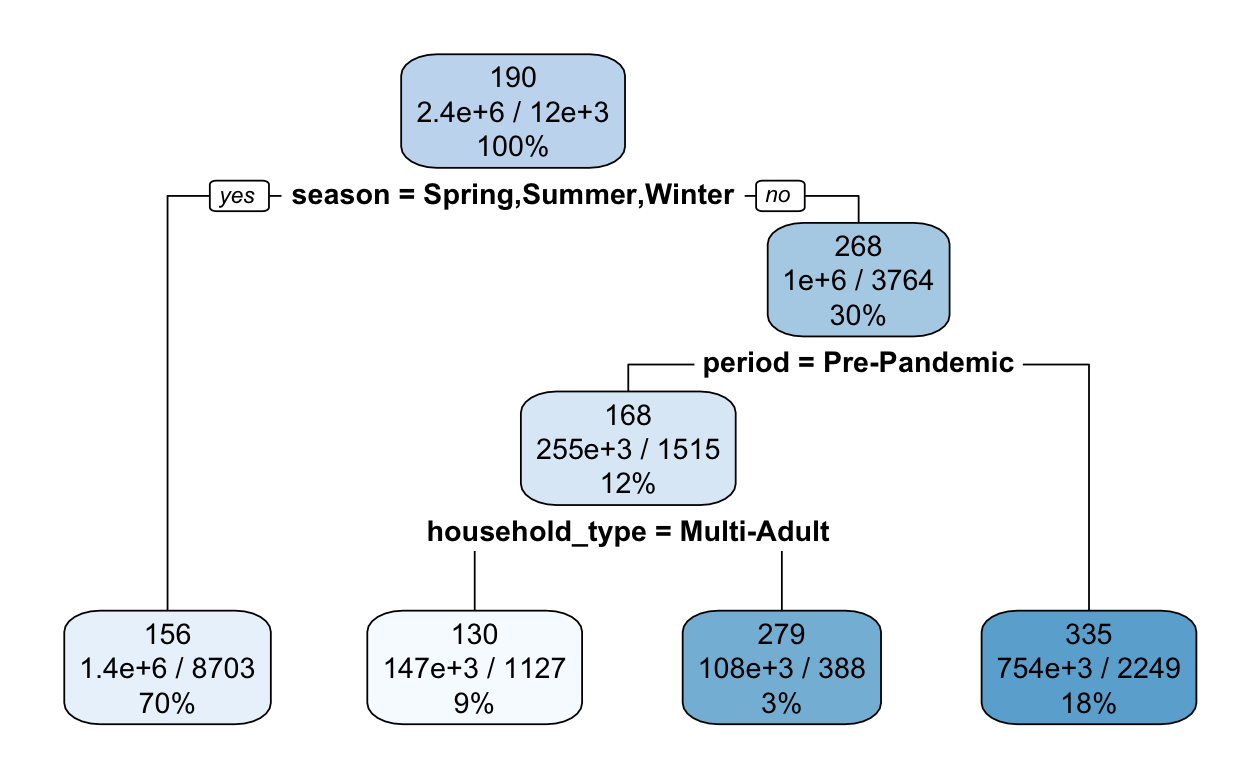 190
2.4e+6 / 12e+3
100%
yes season = Spring,Summer,Winter no
268
1e+6 / 3764
30%
period = Pre-Pandemic
168
255e+3 / 1515
12%
household_type = Multi-Adult
156
1.4e+6 / 8703
70%
130
147e+3 / 1127
9%
279
108e+3 / 388
3%
335
754e+3 / 2249
18%